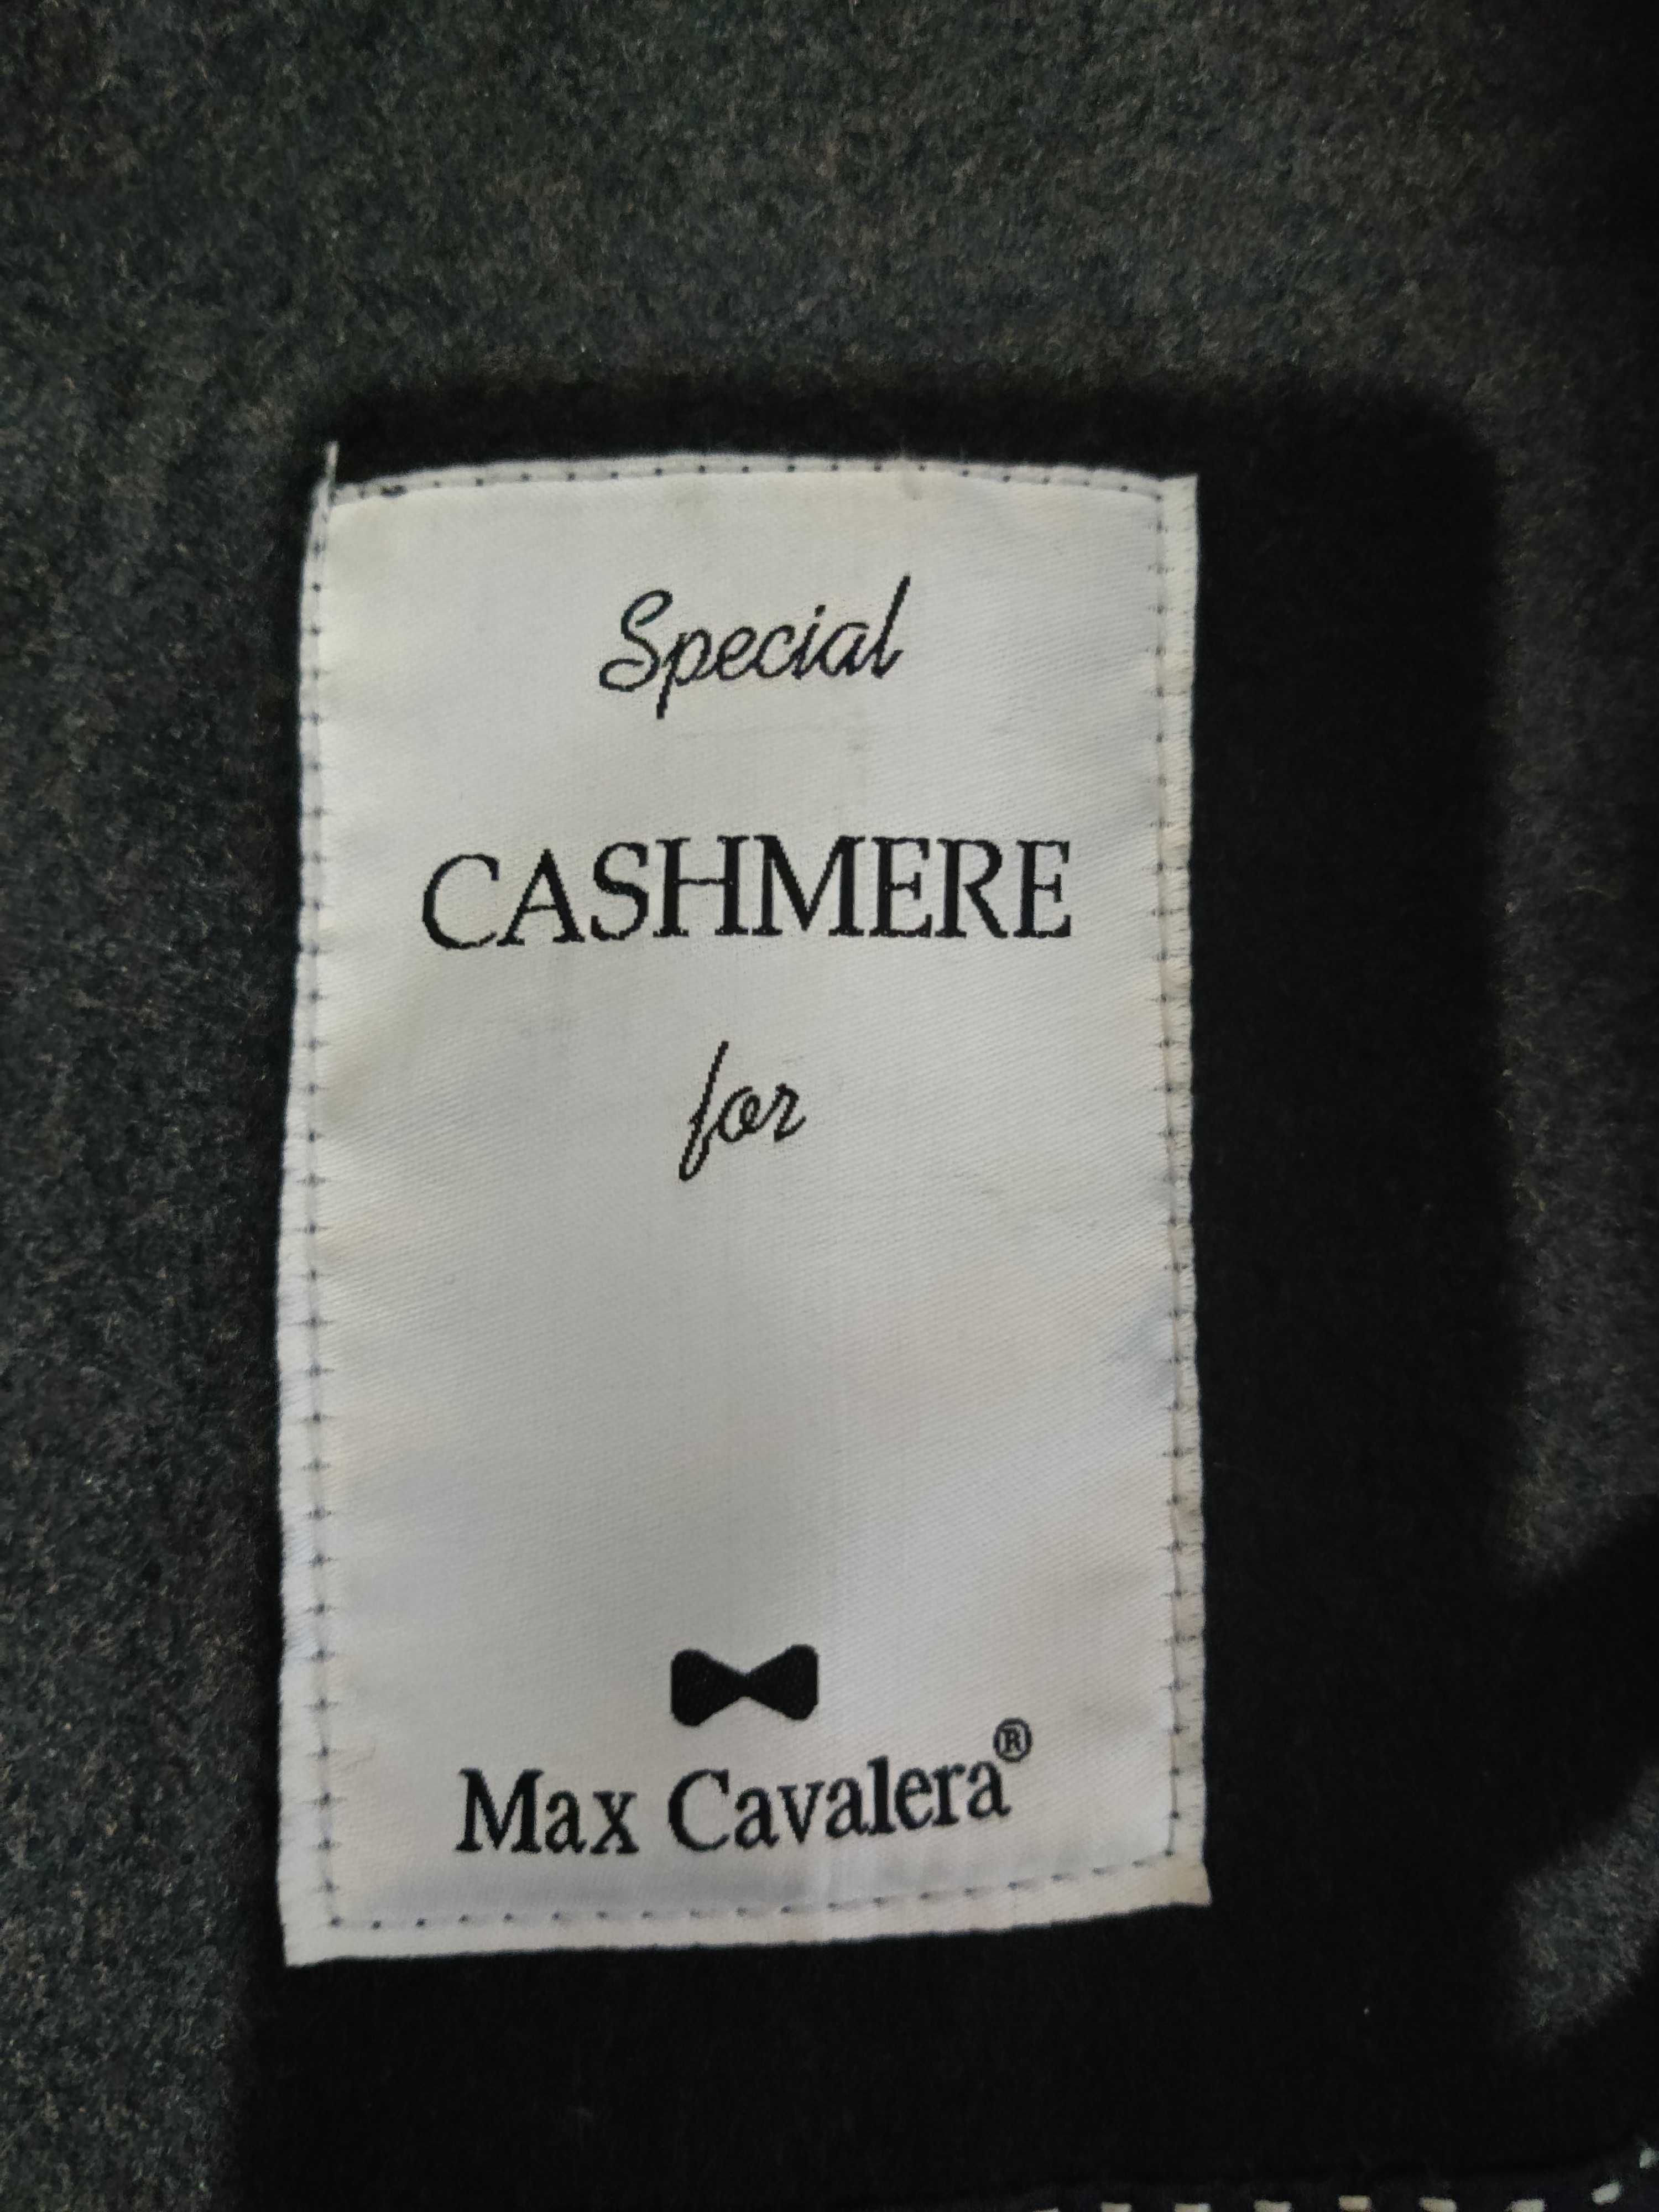 Special
CASHMERE
for
Max Cavalera®